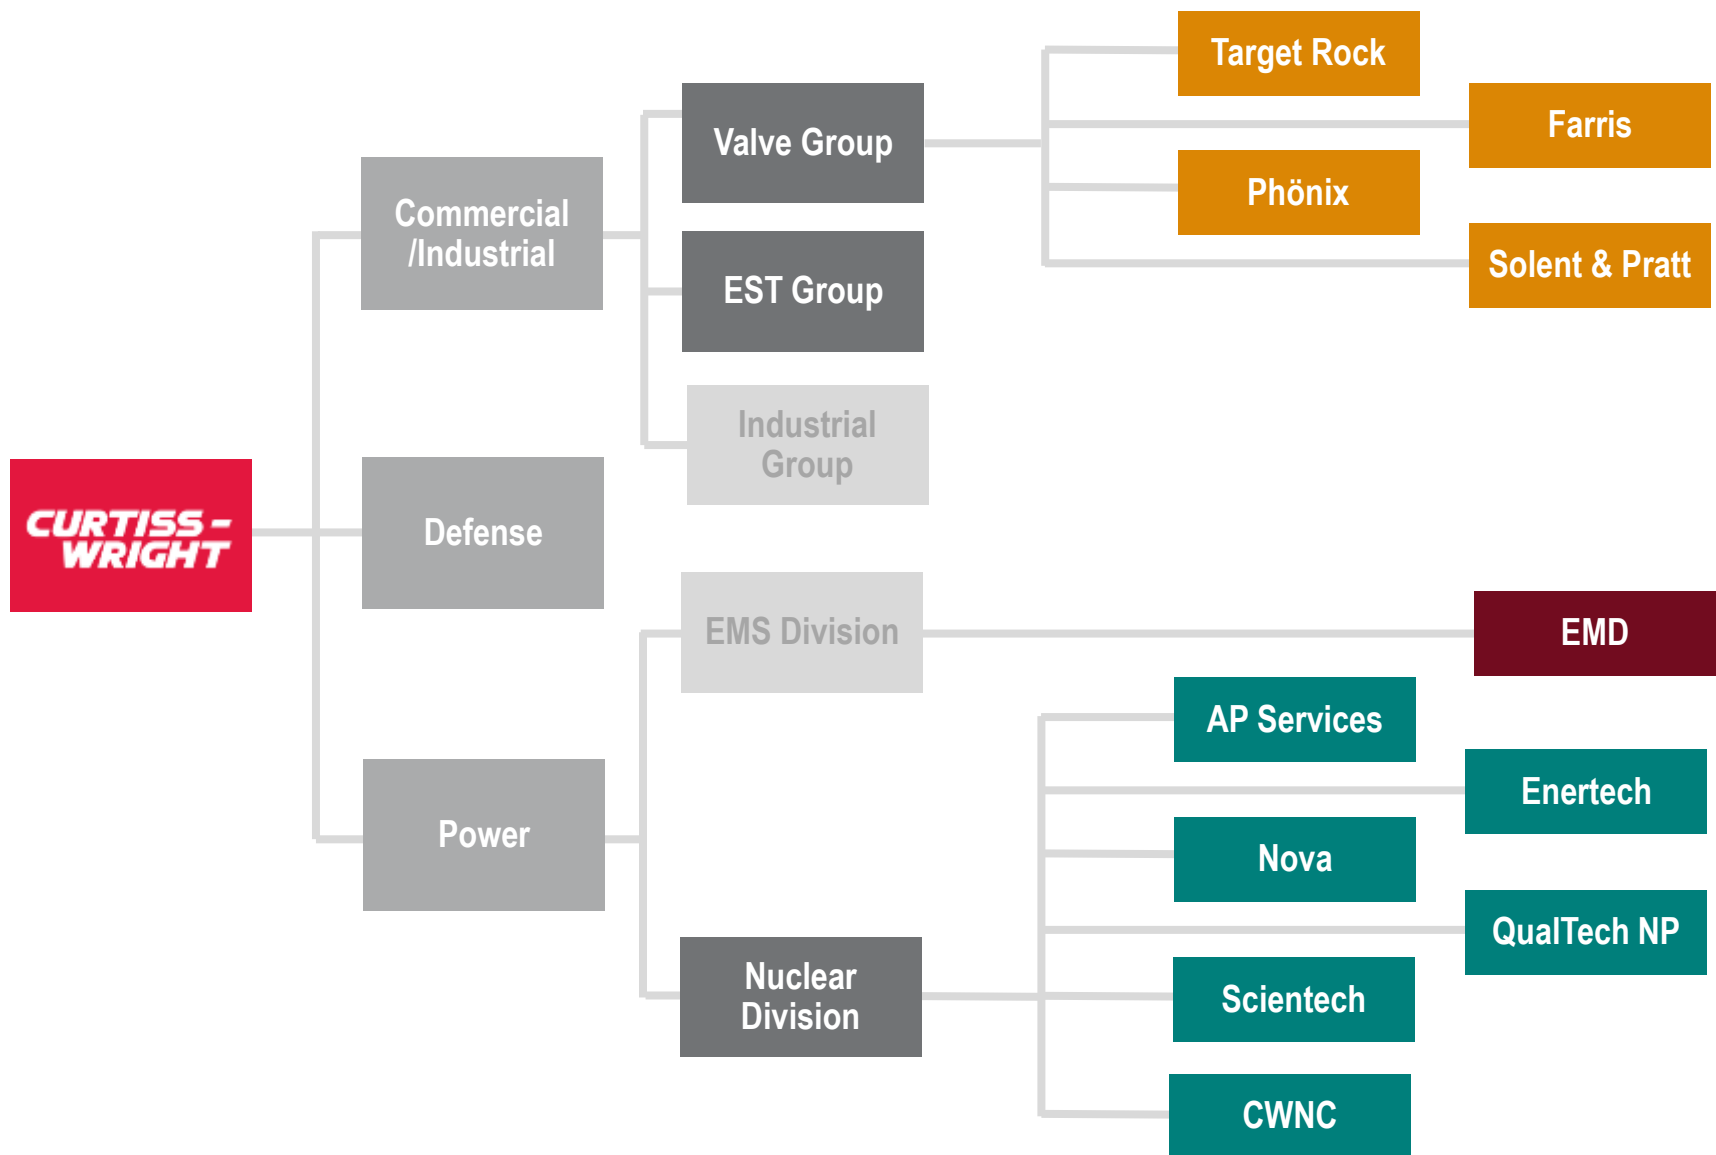 CURTISS-
WRIGHT
Commercial
/Industrial
Defense
Power
Valve Group
EST Group
Industrial
Group
EMS Division
Nuclear
Division
Target Rock
Farris
Phönix
Solent & Pratt
EMD
AP Services
Enertech
Nova
QualTech NP
Scientech
CWNC